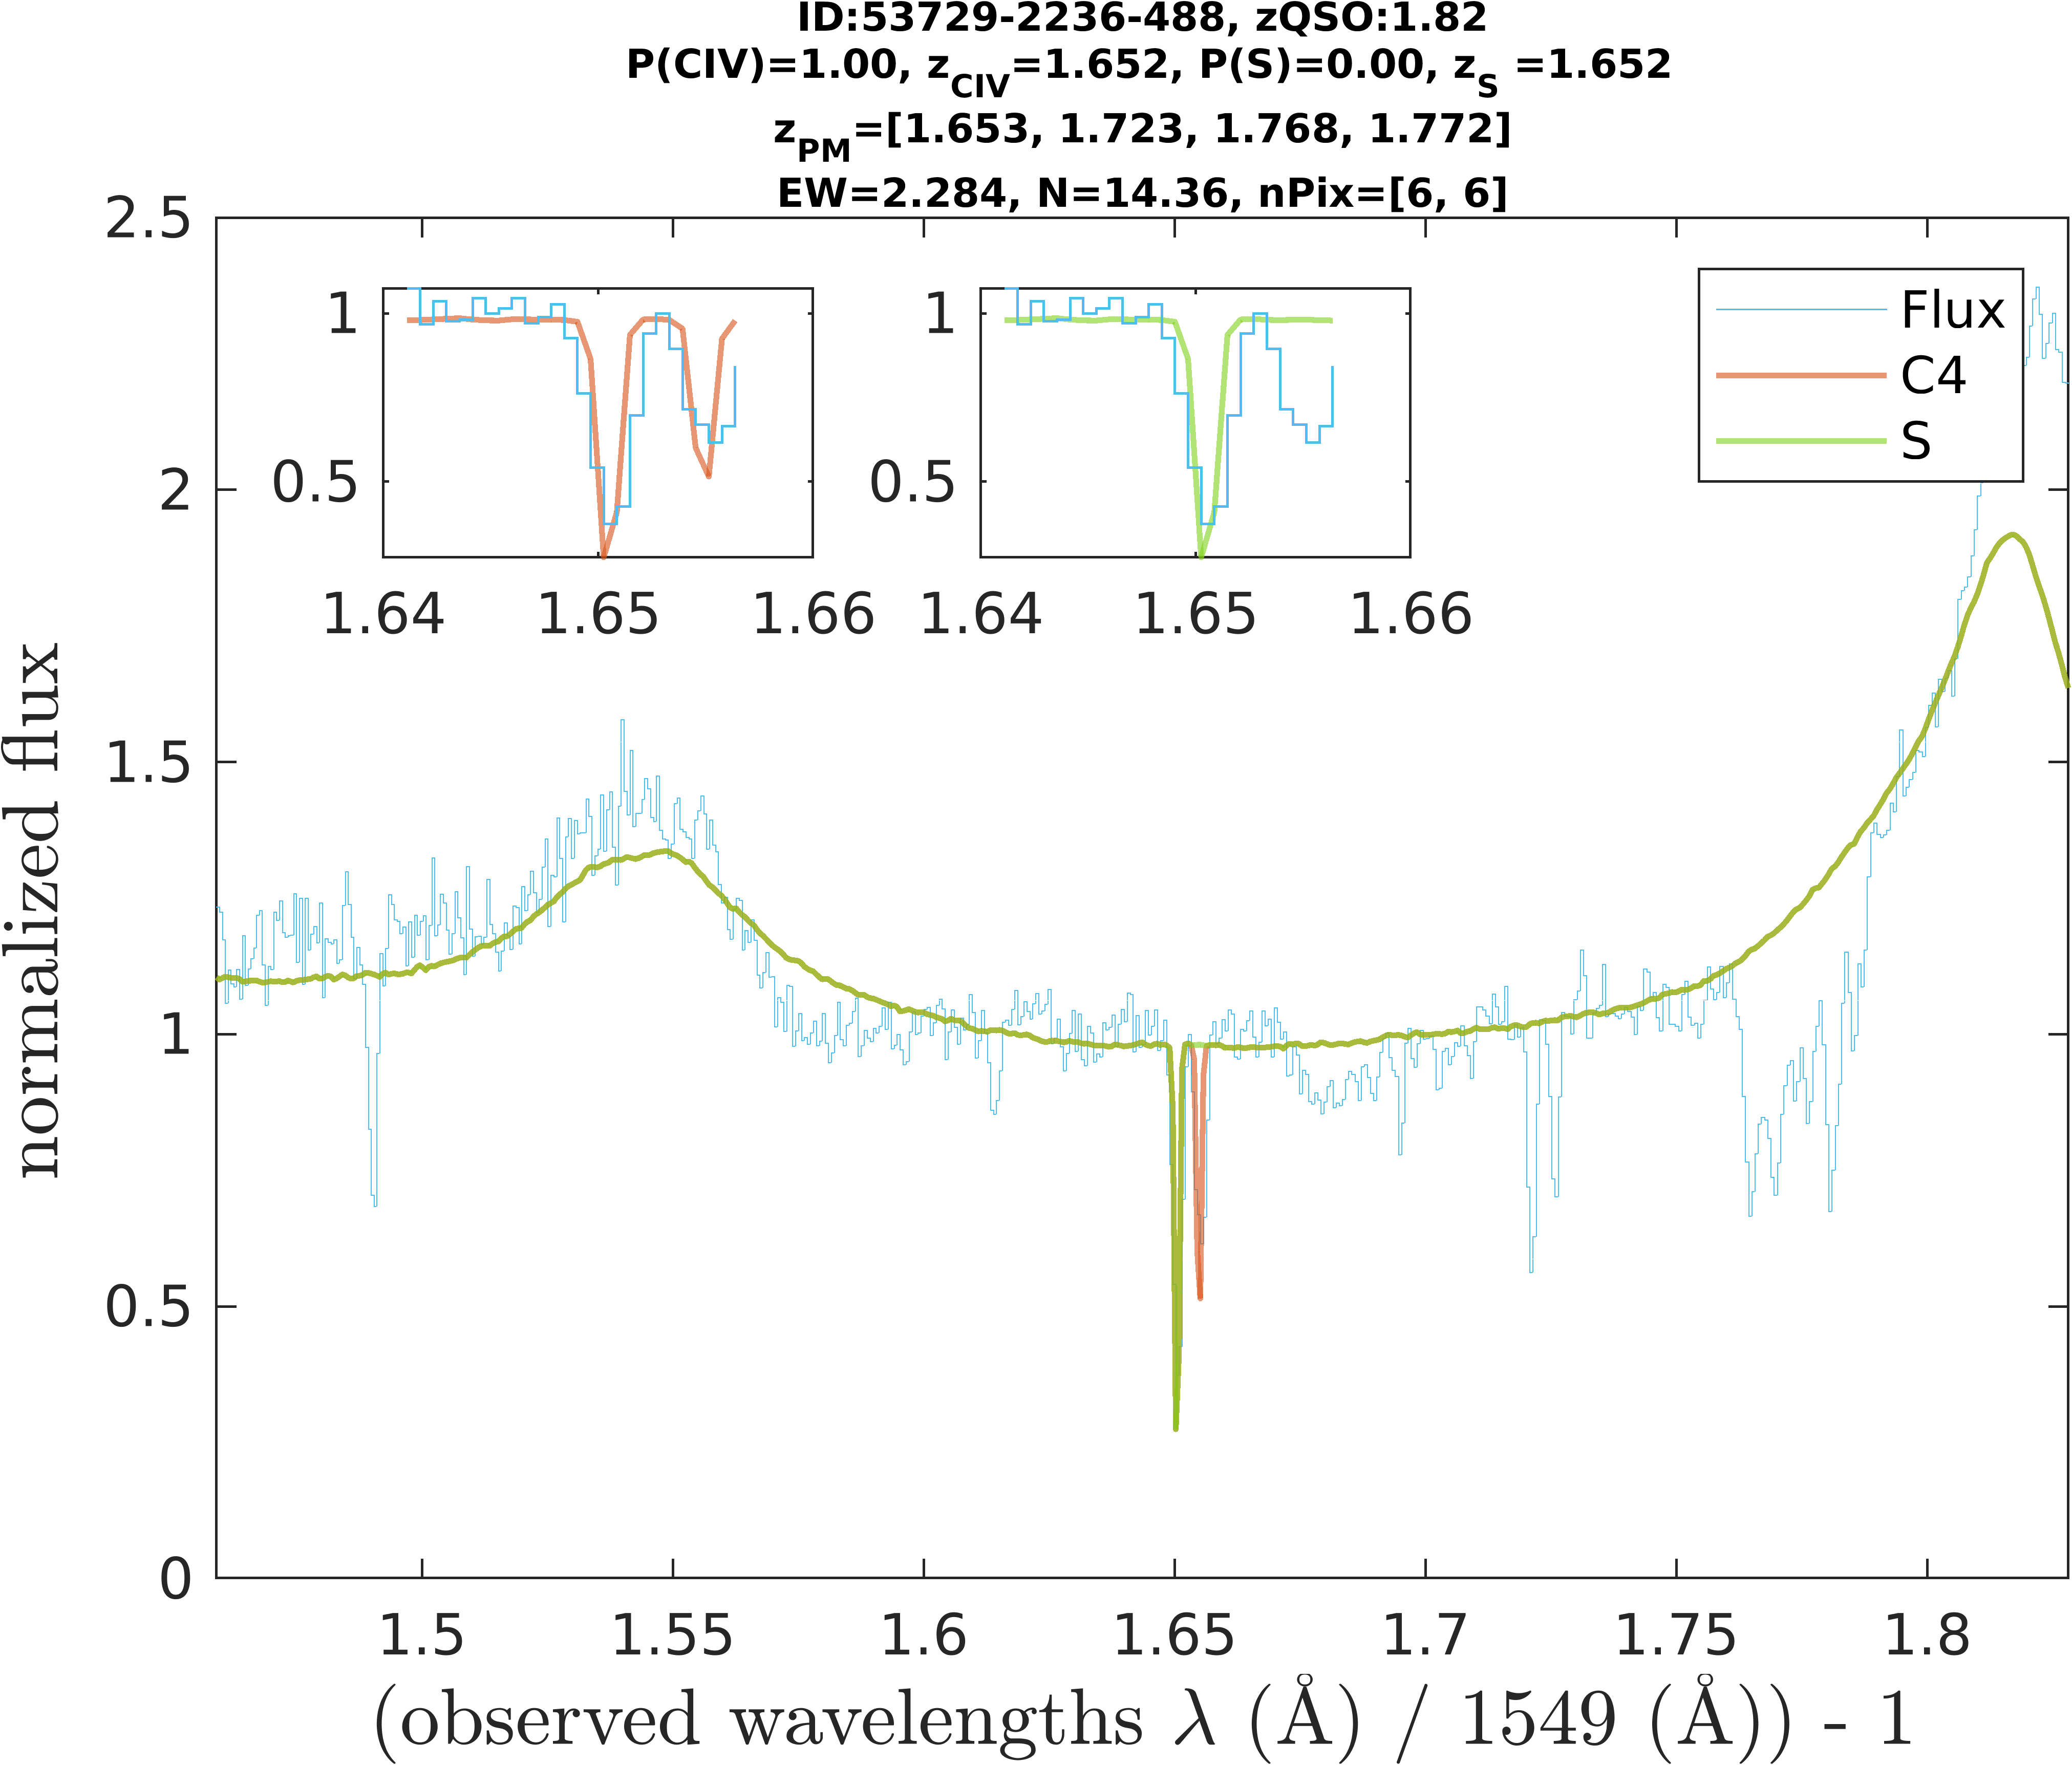 ID:53729-2236-488, zQSO:1.82
P(CIV)=1.00, zCIV=1.652, P(S)=0.00, zS =1.652
zPM=[1.653, 1.723, 1.768, 1.772]
EW=2.284, N=14.36, nPix=[6, 6]
2.5
2
1.5
1
0.5
0
normalized flux
1
0.5
1.64
1.65
1.66
1
0.5
1.64
1.65
1.66
Flux
C4
S
1.5
1.55
1.6
1.65
1.7
1.75
1.8
(observed wavelengths λ (Å) / 1549 (Å)) - 1